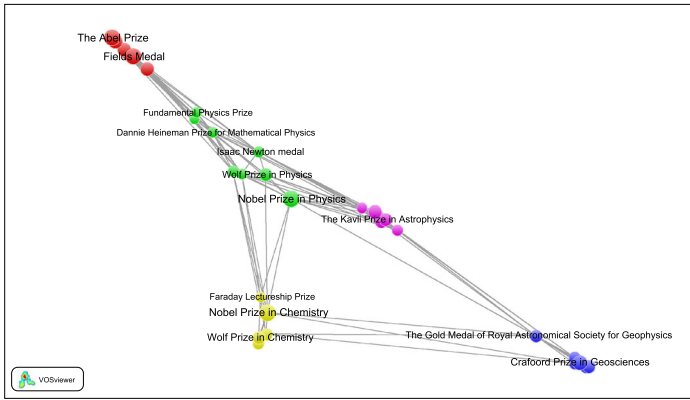 The Abel Prize
Fields Medal
Fundamental Physics Prize
Dannie Heineman Prize for Mathematical Physics
Isaac Newton medal
Wolf Prize in Physics
Nobel Prize in Physics
The Kavli Prize in Astrophysics
Faraday Lectureship Prize
Nobel Prize in Chemistry
Wolf Prize in Chemistry
The Gold Medal of Royal Astronomical Society for Geophysics
Crafoord Prize in Geosciences
VOSviewer